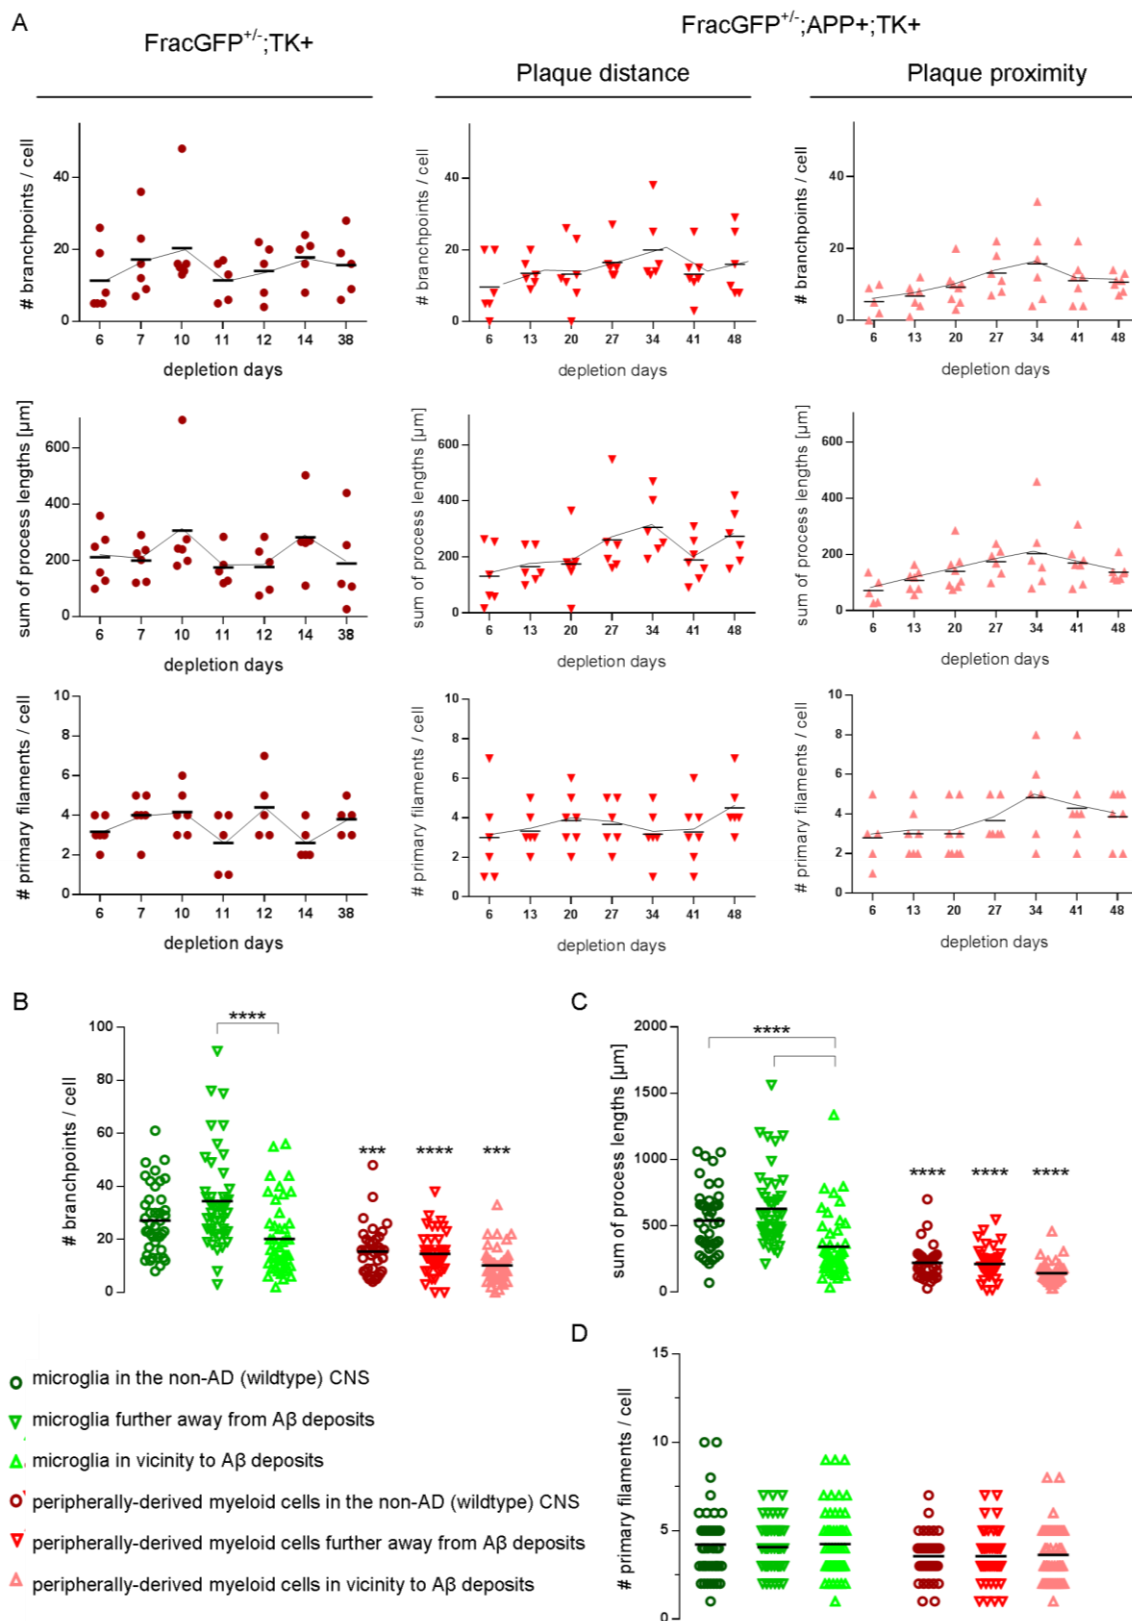 A
FracGFP+/-;TK+
FracGFP+/-;APP+;TK+
Plaque distance
Plaque proximity
# branchpoints / cell
40
20
0
6 7 10 11 12 14 38
depletion days
# branchpoints / cell
40
20
0
6 13 20 27 34 41 48
depletion days
# branchpoints / cell
40
20
0
6 13 20 27 34 41 48
depletion days
sum of process lengths [µm]
600
400
200
0
6 7 10 11 12 14 38
depletion days
sum of process lengths [µm]
600
400
200
0
6 13 20 27 34 41 48
depletion days
sum of process lengths [µm]
600
400
200
0
6 13 20 27 34 41 48
depletion days
# primary filaments / cell
10
8
6
4
2
0
6 7 10 11 12 14 38
depletion days
# primary filaments / cell
10
8
6
4
2
0
6 13 20 27 34 41 48
depletion days
# primary filaments / cell
10
8
6
4
2
0
6 13 20 27 34 41 48
depletion days
B
# branchpoints / cell
100
80
60
40
20
0
****
*** **** ***
C
sum of process lengths [µm]
2000
1500
1000
500
0
****
**** **** ****
microglia in the non-AD (wildtype) CNS
microglia further away from Aβ deposits
microglia in vicinity to Aβ deposits
peripherally-derived myeloid cells in the non-AD (wildtype) CNS
peripherally-derived myeloid cells further away from Aβ deposits
peripherally-derived myeloid cells in vicinity to Aβ deposits
D
# primary filaments / cell
15
10
5
0